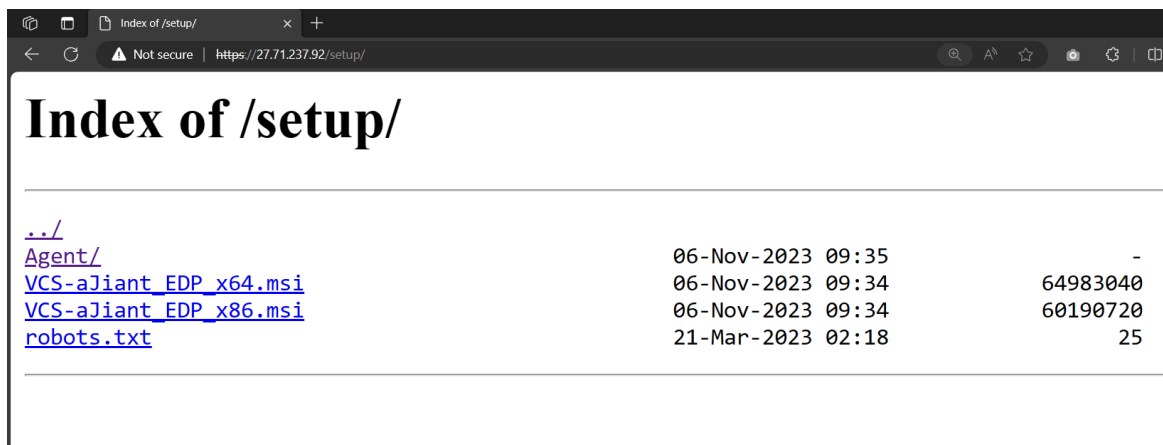 Index of /setup/
Not secure | https://27.71.237.92/setup/
Index of /setup/
../
Agent/ 06-Nov-2023 09:35 -
VCS-aJiant_EDP_x64.msi 06-Nov-2023 09:34 64983040
VCS-aJiant_EDP_x86.msi 06-Nov-2023 09:34 60190720
robots.txt 21-Mar-2023 02:18 25